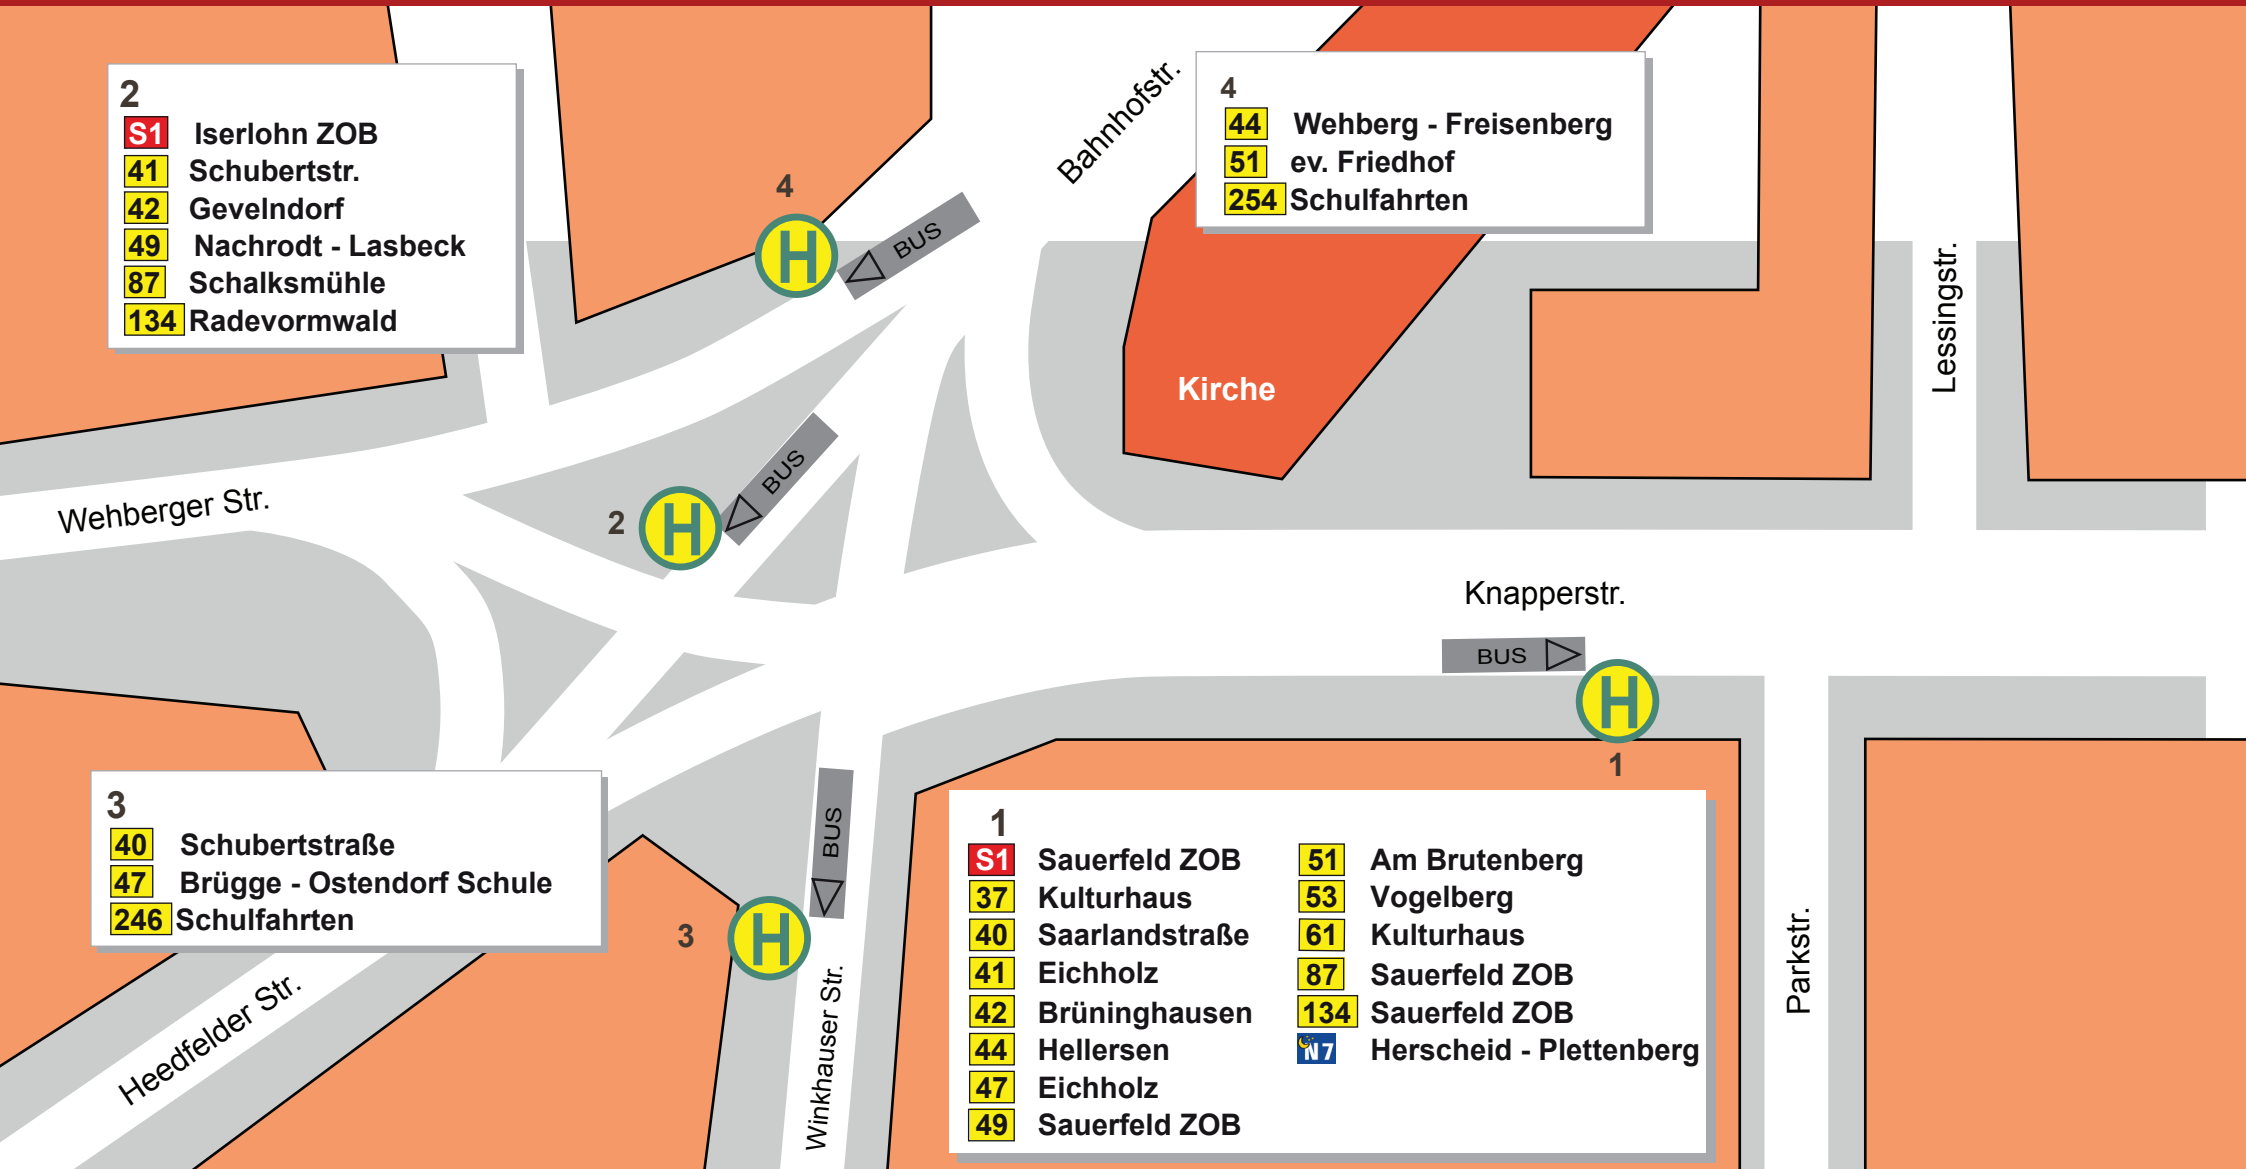 2
S1 Iserlohn ZOB
41 Schubertstr.
42 Gevelndorf
49 Nachrodt - Lasbeck
87 Schalksmühle
134 Radevormwald
4
44 Wehberg - Freisenberg
51 ev. Friedhof
254 Schulfahrten
Bahnhofstr.
4
H
BUS
Kirche
Lessingstr.
Wehberger Str.
2
H
BUS
Knapperstr.
BUS
H
1
3
40 Schubertstraße
47 Brügge - Ostendorf Schule
246 Schulfahrten
BUS
3
H
Heedfelder Str.
Winkhauser Str.
1
S1 Sauerfeld ZOB
37 Kulturhaus
40 Saarlandstraße
41 Eichholz
42 Brüninghausen
44 Hellersen
47 Eichholz
49 Sauerfeld ZOB
51 Am Brutenberg
53 Vogelberg
61 Kulturhaus
87 Sauerfeld ZOB
134 Sauerfeld ZOB
N7 Herscheid - Plettenberg
Parkstr.